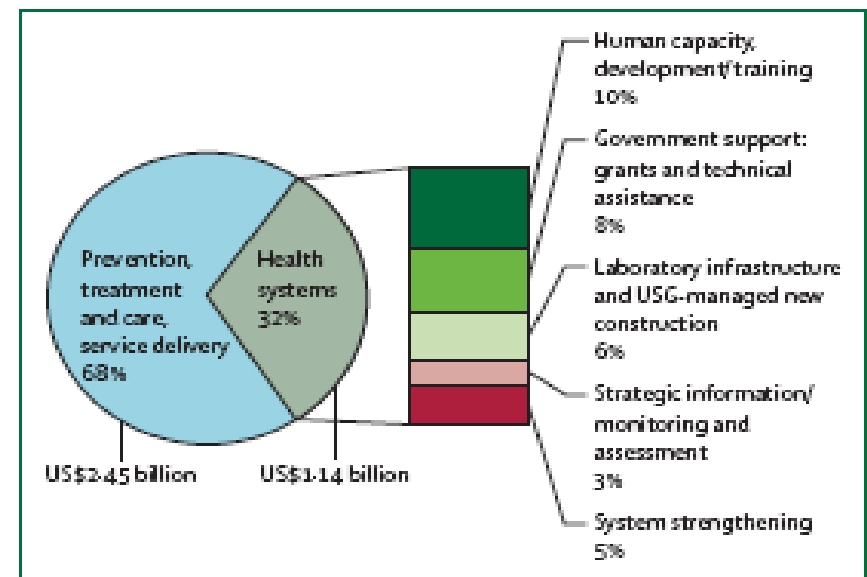 Prevention,
treatment
and care,
service delivery
68%
Health
systems
32%
US$2·45 billion
US$1·14 billion
Human capacity,
development/training
10%
Government support:
grants and technical
assistance
8%
Laboratory infrastructure
and USG-managed new
construction
6%
Strategic information/
monitoring and
assessment
3%
System strengthening
5%